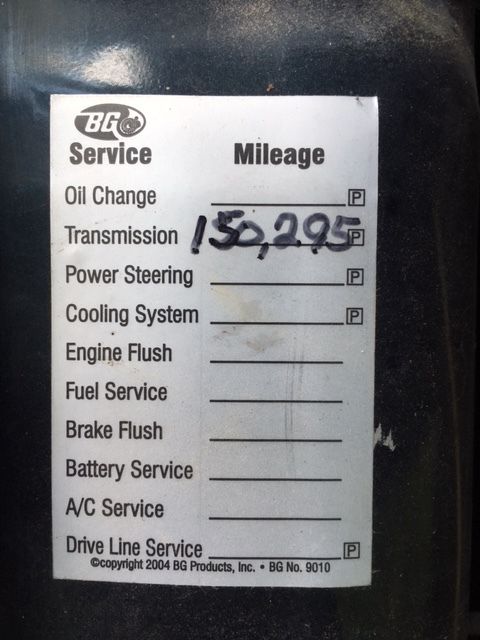 BG
Service Mileage
Oil Change P
Transmission 150,295 P
Power Steering P
Cooling System P
Engine Flush
Fuel Service
Brake Flush
Battery Service
A/C Service
Drive Line Service P
©copyright 2004 BG Products, Inc. • BG No. 9010